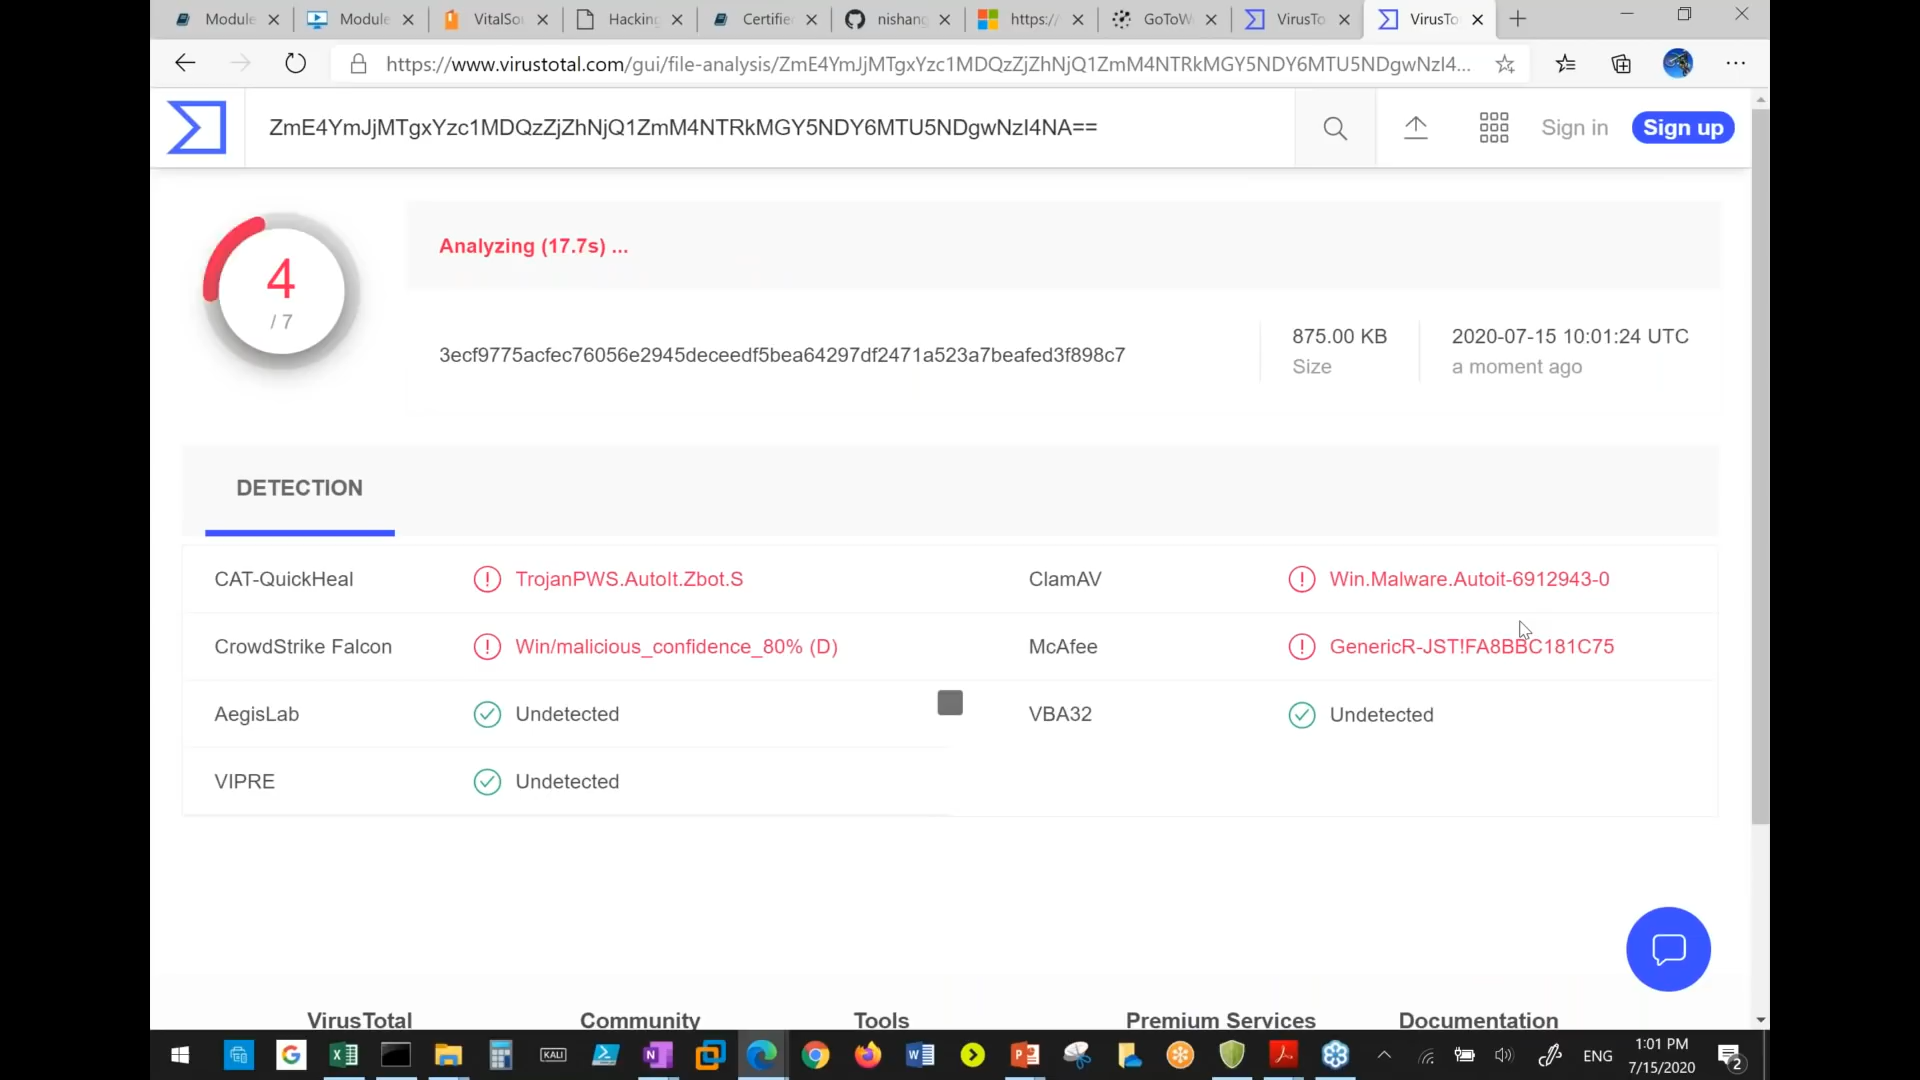 Module
Module
VitalSou
Hacking
Certifie
nishang
https://
GoToW
VirusTo
VirusTo
https://www.virustotal.com/gui/file-analysis/ZmE4YmJjMTgxYzc1MDQzZjZhNjQ1ZmM4NTRkMGY5NDY6MTU5NDgwNzI4...
ZmE4YmJjMTgxYzc1MDQzZjZhNjQ1ZmM4NTRkMGY5NDY6MTU5NDgwNzI4NA==
Sign in
Sign up
4
/ 7
Analyzing (17.7s) ...
3ecf9775acfec76056e2945deceedf5bea64297df2471a523a7beafed3f898c7
875.00 KB
Size
2020-07-15 10:01:24 UTC
a moment ago
DETECTION
CAT-QuickHeal
TrojanPWS.AutoIt.Zbot.S
ClamAV
Win.Malware.Autoit-6912943-0
CrowdStrike Falcon
Win/malicious_confidence_80% (D)
McAfee
GenericR-JST!FA8BBC181C75
AegisLab
Undetected
VBA32
Undetected
VIPRE
Undetected
VirusTotal
Community
Tools
Premium Services
Documentation
KALI
ENG
1:01 PM
7/15/2020
2